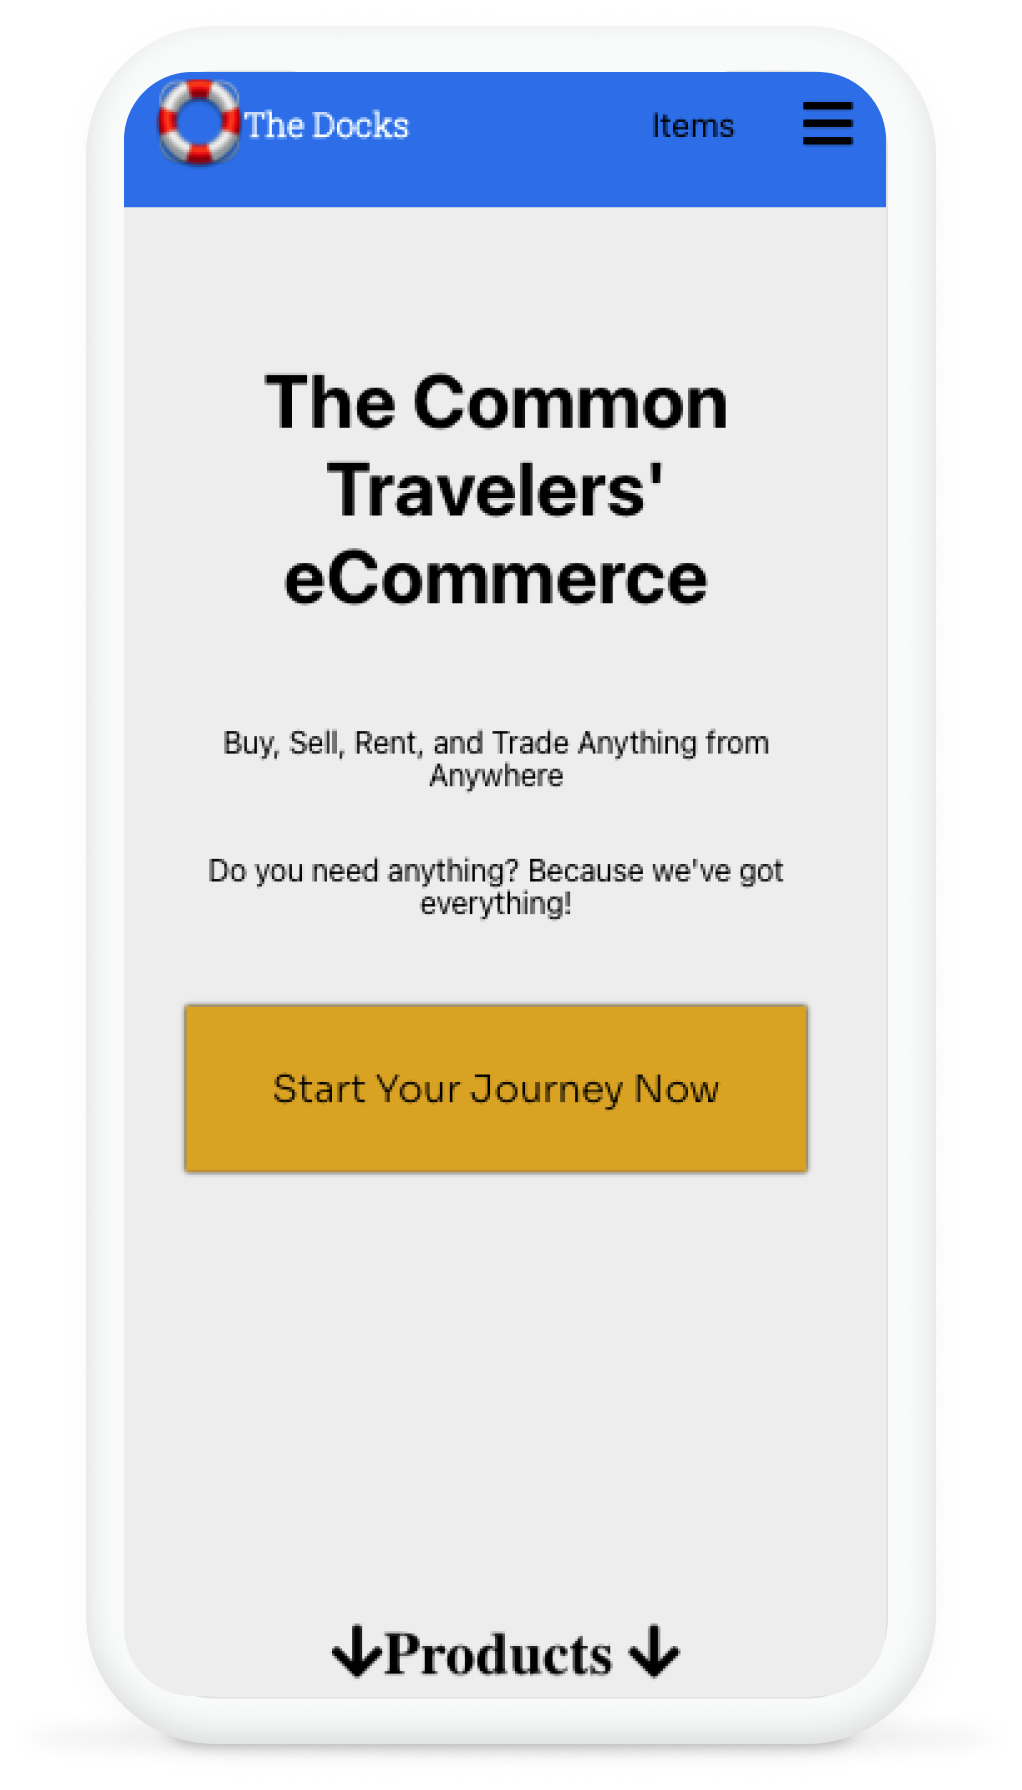 The Docks
Items
The Common
Travelers'
eCommerce
Buy, Sell, Rent, and Trade Anything from
Anywhere
Do you need anything? Because we've got
everything!
Start Your Journey Now
↓Products ↓